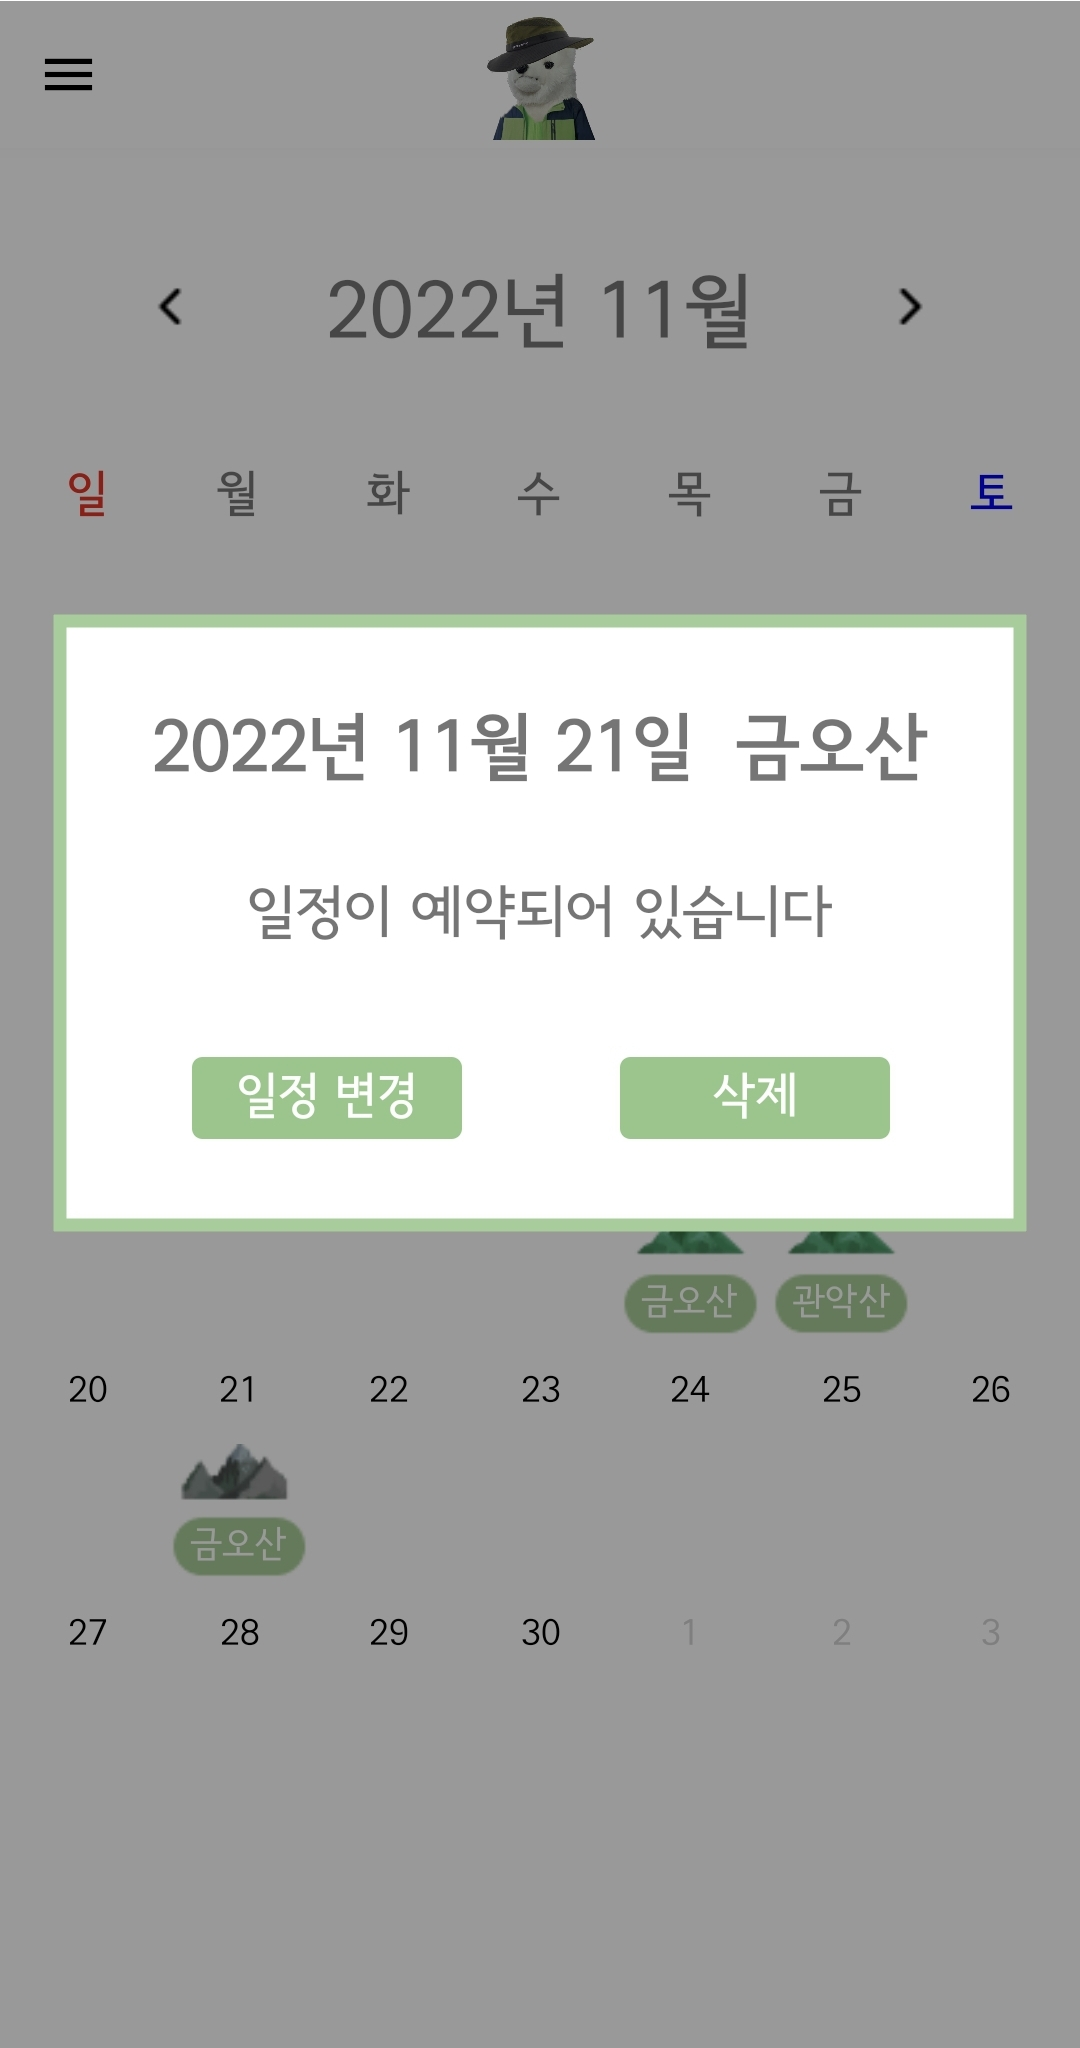 2022년 11월
일 월 화 수 목 금 토
2022년 11월 21일 금오산
일정이 예약되어 있습니다
일정 변경 삭제
금오산 관악산
20 21 22 23 24 25 26
금오산
27 28 29 30 1 2 3